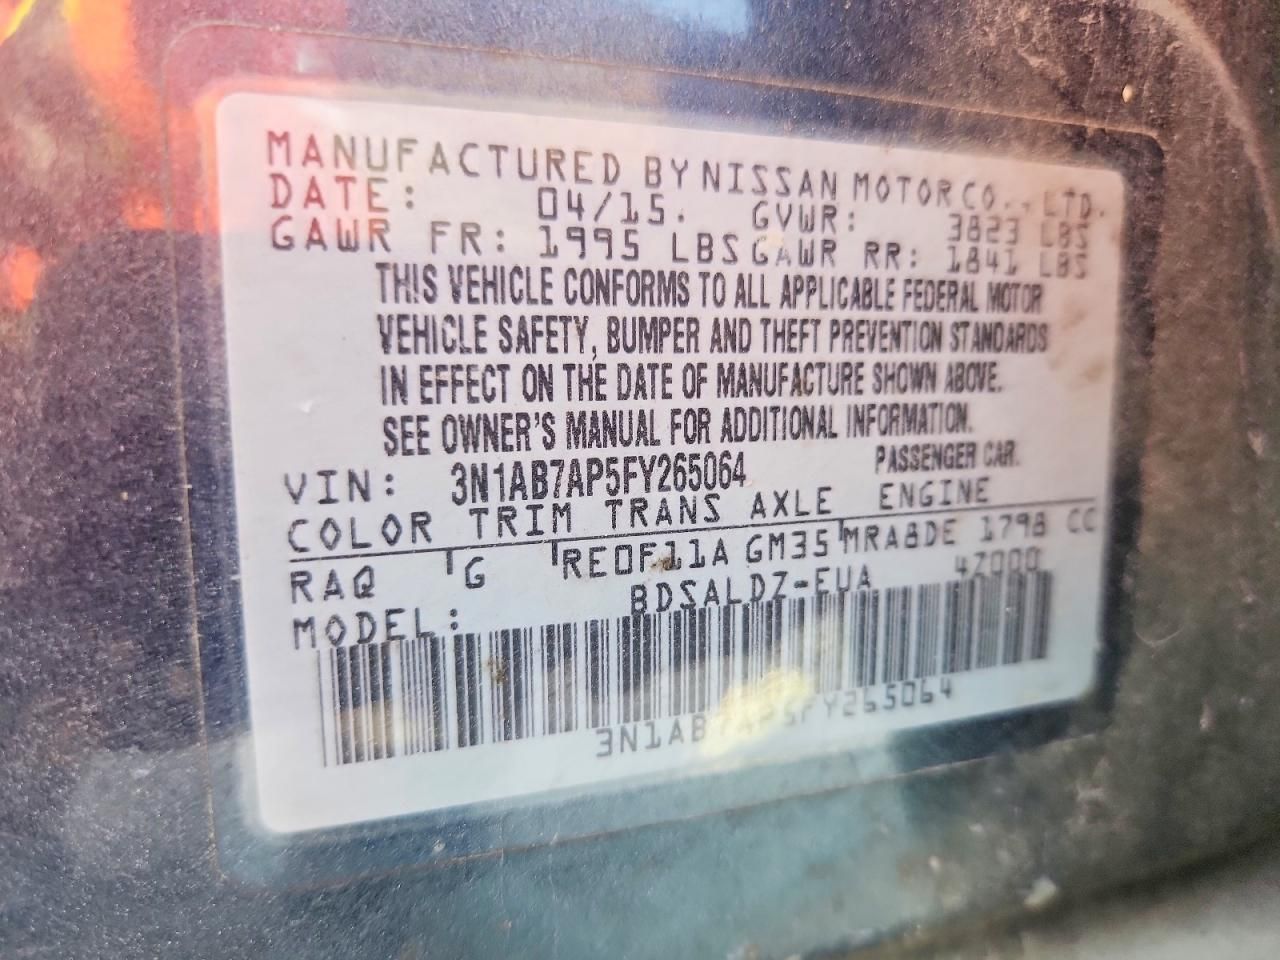 MANUFACTURED BY NISSAN MOTOR CO., LTD.
DATE: 04/15. GVWR: 3823 LBS
GAWR FR: 1995 LBS GAWR RR: 1841 LBS
THIS VEHICLE CONFORMS TO ALL APPLICABLE FEDERAL MOTOR
VEHICLE SAFETY, BUMPER AND THEFT PREVENTION STANDARDS
IN EFFECT ON THE DATE OF MANUFACTURE SHOWN ABOVE.
SEE OWNER'S MANUAL FOR ADDITIONAL INFORMATION.
VIN: 3N1AB7AP5FY265064 PASSENGER CAR.
COLOR TRIM TRANS AXLE ENGINE
RAQ G RE0F11A GM35 MRA8DE 1798 CC
MODEL: BDSALDZ-EUA 4Z000
3N1AB7AP5FY265064